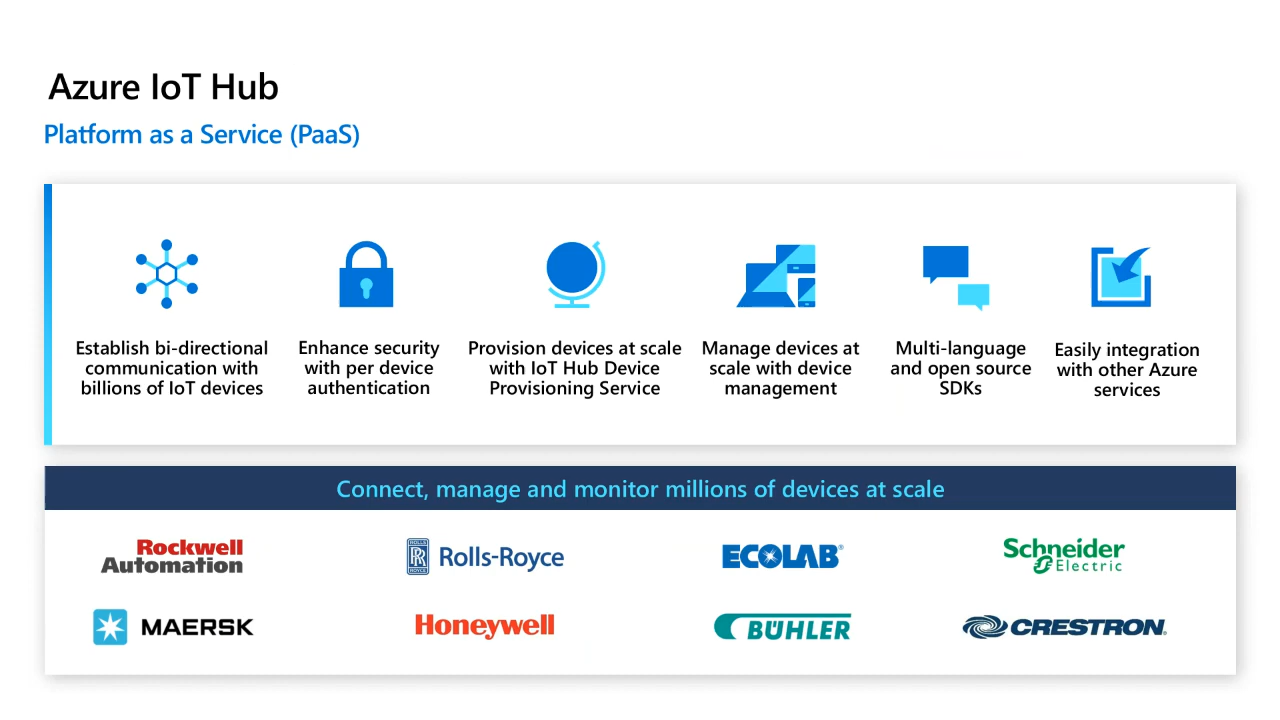 Azure IoT Hub
Platform as a Service (PaaS)
Establish bi-directional
communication with
billions of IoT devices
Enhance security
with per device
authentication
Provision devices at scale
with IoT Hub Device
Provisioning Service
Manage devices at
scale with device
management
Multi-language
and open source
SDKs
Easily integration
with other Azure
services
Connect, manage and monitor millions of devices at scale
Rockwell
Automation
ROLLS
RR
ROYCE
Rolls-Royce
ECOLAB®
Schneider
Electric
MAERSK
Honeywell
BÜHLER
CRESTRON®